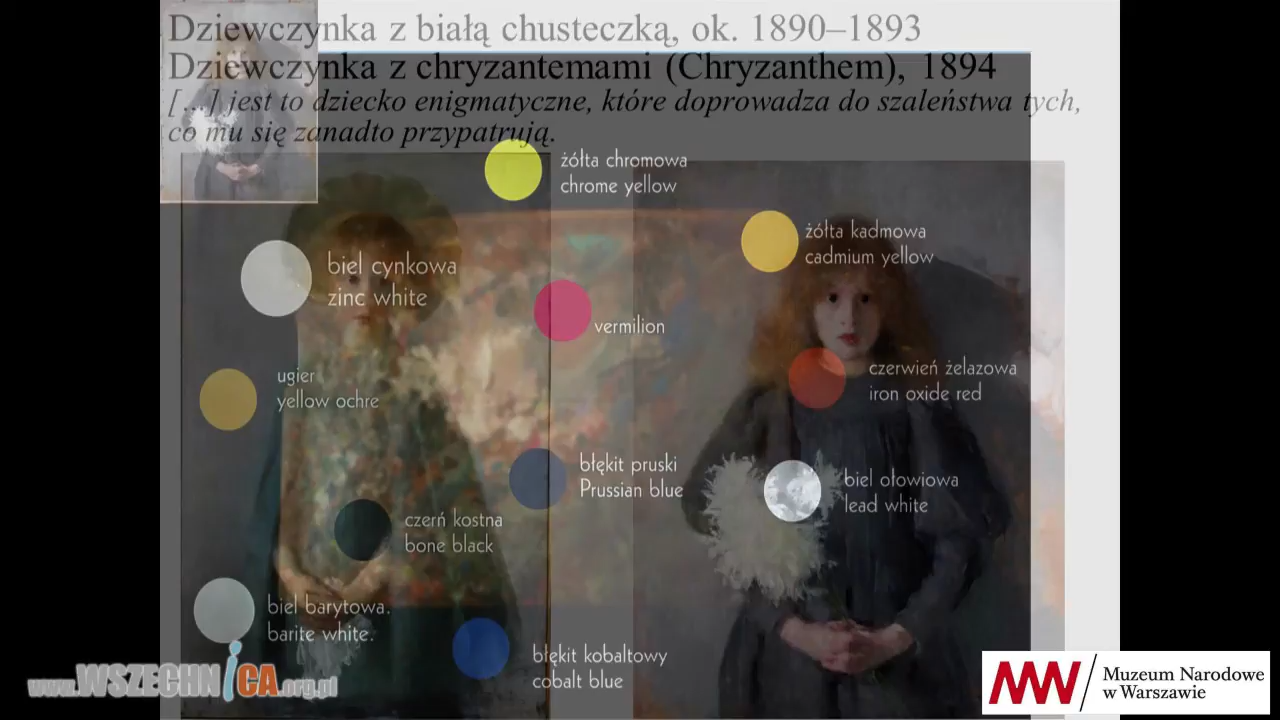 Dziewczynka z białą chusteczką, ok. 1890–1893
Dziewczynka z chryzantemami (Chryzanthem), 1894
[...] jest to dziecko enigmatyczne, które doprowadza do szaleństwa tych,
co mu się zanadto przypatrują.
żółta chromowa
chrome yellow
żółta kadmowa
cadmium yellow
biel cynkowa
zinc white
vermilion
ugier
yellow ochre
czerwień żelazowa
iron oxide red
błękit pruski
Prussian blue
biel ołowiowa
lead white
czerń kostna
bone black
biel barytowa.
barite white.
błękit kobaltowy
cobalt blue
www.WSZECHNiCA.org.pl
MW
Muzeum Narodowe
w Warszawie